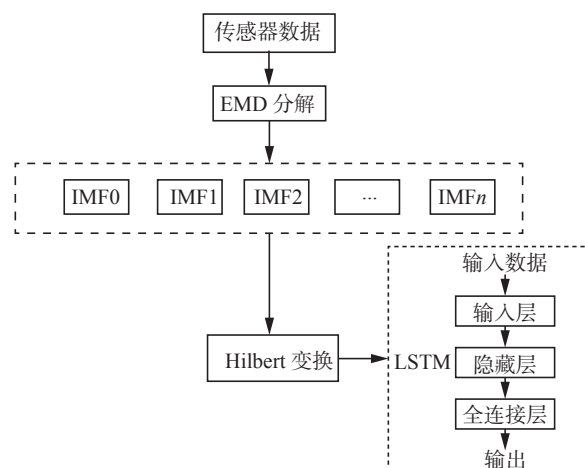 传感器数据
EMD 分解
IMF0 IMF1 IMF2 ... IMFn
输入数据
输入层
Hilbert 变换
LSTM
隐藏层
全连接层
输出